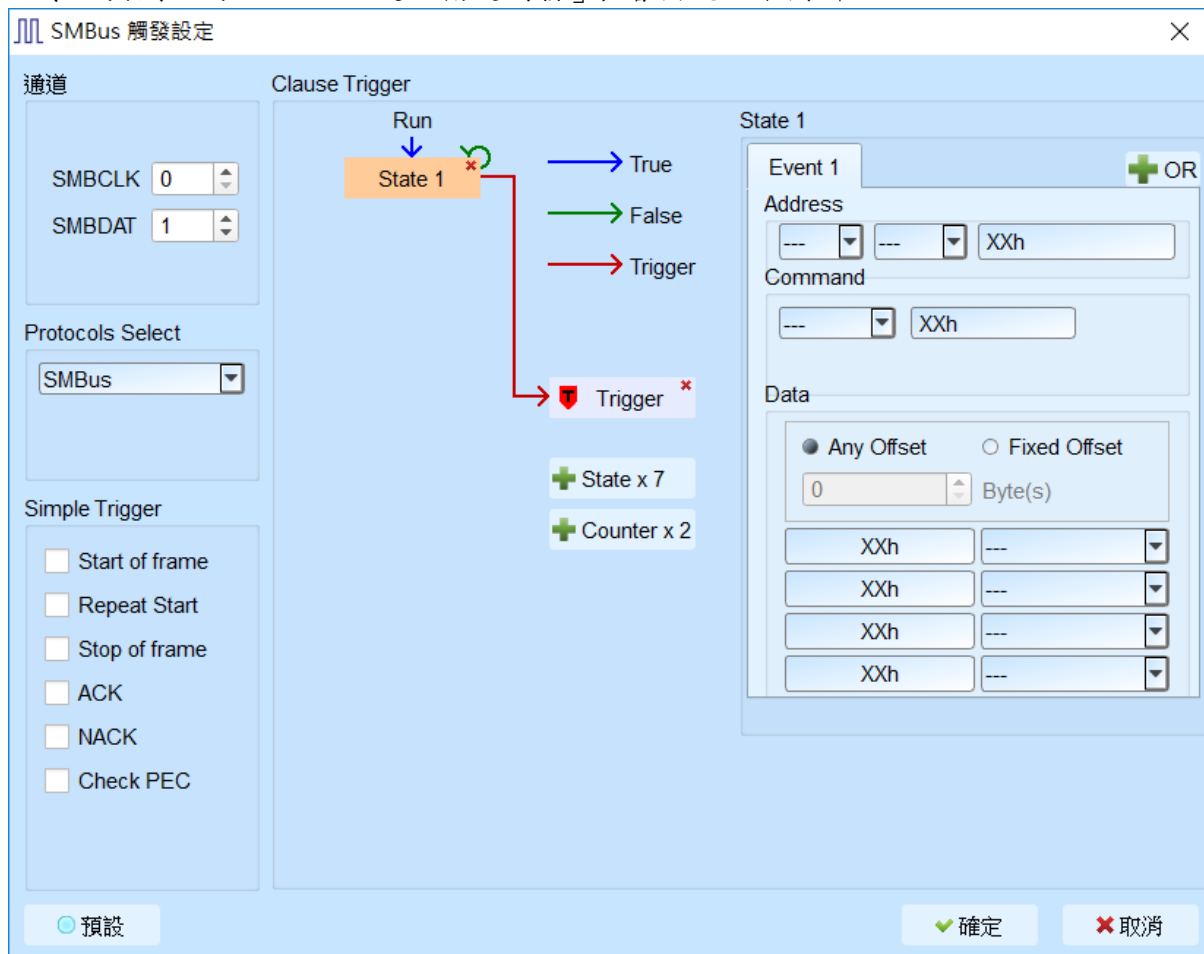 SMBus 觸發設定
通道
SMBCLK 0
SMBDAT 1
Protocols Select
SMBus
Simple Trigger
Start of frame
Repeat Start
Stop of frame
ACK
NACK
Check PEC
Clause Trigger
Run
State 1
True
False
Trigger
T Trigger
State x 7
Counter x 2
State 1
Event 1
OR
Address
--- --- XXh
Command
--- XXh
Data
Any Offset Fixed Offset
0 Byte(s)
XXh ---
XXh ---
XXh ---
XXh ---
預設
確定
取消